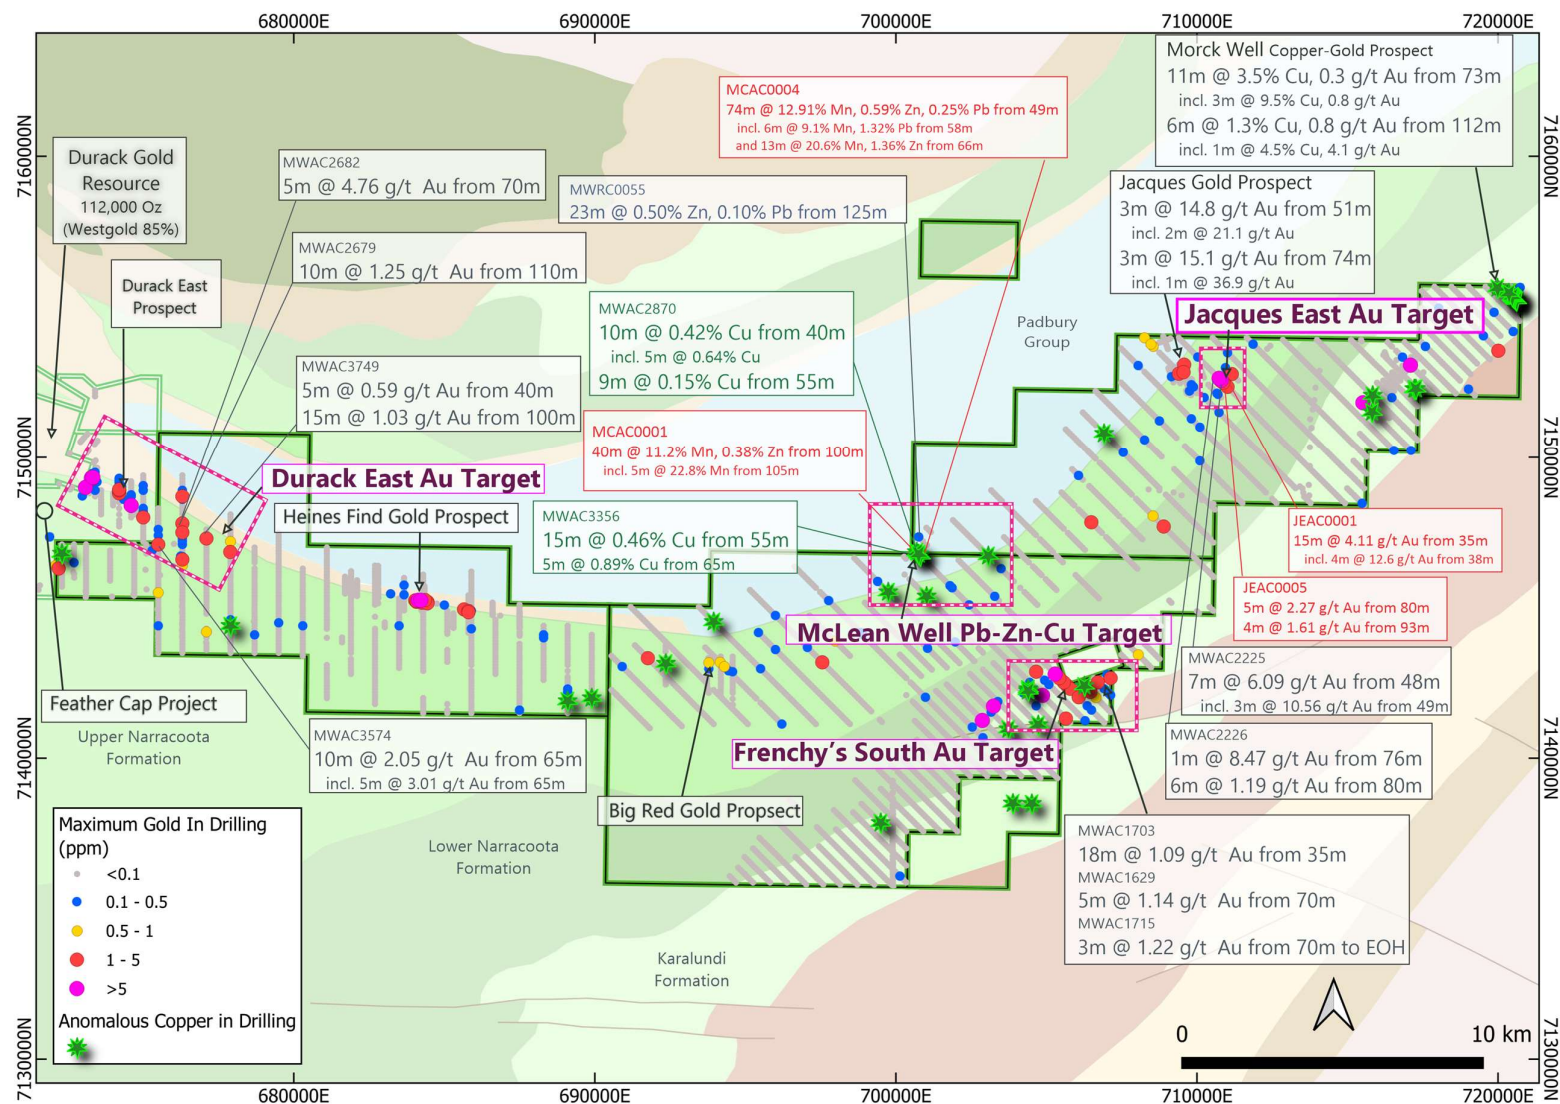 680000E
690000E
700000E
710000E
720000E
7160000N
7150000N
7140000N
7130000N
7160000N
7150000N
7140000N
7130000N
Durack Gold
Resource
112,000 Oz
(Westgold 85%)
MWAC2682
5m @ 4.76 g/t Au from 70m
MWAC2679
10m @ 1.25 g/t Au from 110m
Durack East
Prospect
MWAC3749
5m @ 0.59 g/t Au from 40m
15m @ 1.03 g/t Au from 100m
MCAC0004
74m @ 12.91% Mn, 0.59% Zn, 0.25% Pb from 49m
incl. 6m @ 9.1% Mn, 1.32% Pb from 58m
and 13m @ 20.6% Mn, 1.36% Zn from 66m
MWRC0055
23m @ 0.50% Zn, 0.10% Pb from 125m
MWAC2870
10m @ 0.42% Cu from 40m
incl. 5m @ 0.64% Cu
9m @ 0.15% Cu from 55m
MCAC0001
40m @ 11.2% Mn, 0.38% Zn from 100m
incl. 5m @ 22.8% Mn from 105m
MWAC3356
15m @ 0.46% Cu from 55m
5m @ 0.89% Cu from 65m
Morck Well Copper-Gold Prospect
11m @ 3.5% Cu, 0.3 g/t Au from 73m
incl. 3m @ 9.5% Cu, 0.8 g/t Au
6m @ 1.3% Cu, 0.8 g/t Au from 112m
incl. 1m @ 4.5% Cu, 4.1 g/t Au
Jacques Gold Prospect
3m @ 14.8 g/t Au from 51m
incl. 2m @ 21.1 g/t Au
3m @ 15.1 g/t Au from 74m
incl. 1m @ 36.9 g/t Au
Padbury
Group
Jacques East Au Target
Durack East Au Target
Heines Find Gold Prospect
JEAC0001
15m @ 4.11 g/t Au from 35m
incl. 4m @ 12.6 g/t Au from 38m
JEAC0005
5m @ 2.27 g/t Au from 80m
4m @ 1.61 g/t Au from 93m
McLean Well Pb-Zn-Cu Target
MWAC2225
7m @ 6.09 g/t Au from 48m
incl. 3m @ 10.56 g/t Au from 49m
Feather Cap Project
Upper Narracoota
Formation
MWAC3574
10m @ 2.05 g/t Au from 65m
incl. 5m @ 3.01 g/t Au from 65m
Frenchy's South Au Target
MWAC2226
1m @ 8.47 g/t Au from 76m
6m @ 1.19 g/t Au from 80m
Big Red Gold Propsect
MWAC1703
18m @ 1.09 g/t Au from 35m
MWAC1629
5m @ 1.14 g/t Au from 70m
MWAC1715
3m @ 1.22 g/t Au from 70m to EOH
Lower Narracoota
Formation
Karalundi
Formation
Maximum Gold In Drilling
(ppm)
<0.1
0.1 - 0.5
0.5 - 1
1 - 5
>5
Anomalous Copper in Drilling
0
10 km
680000E
690000E
700000E
710000E
720000E